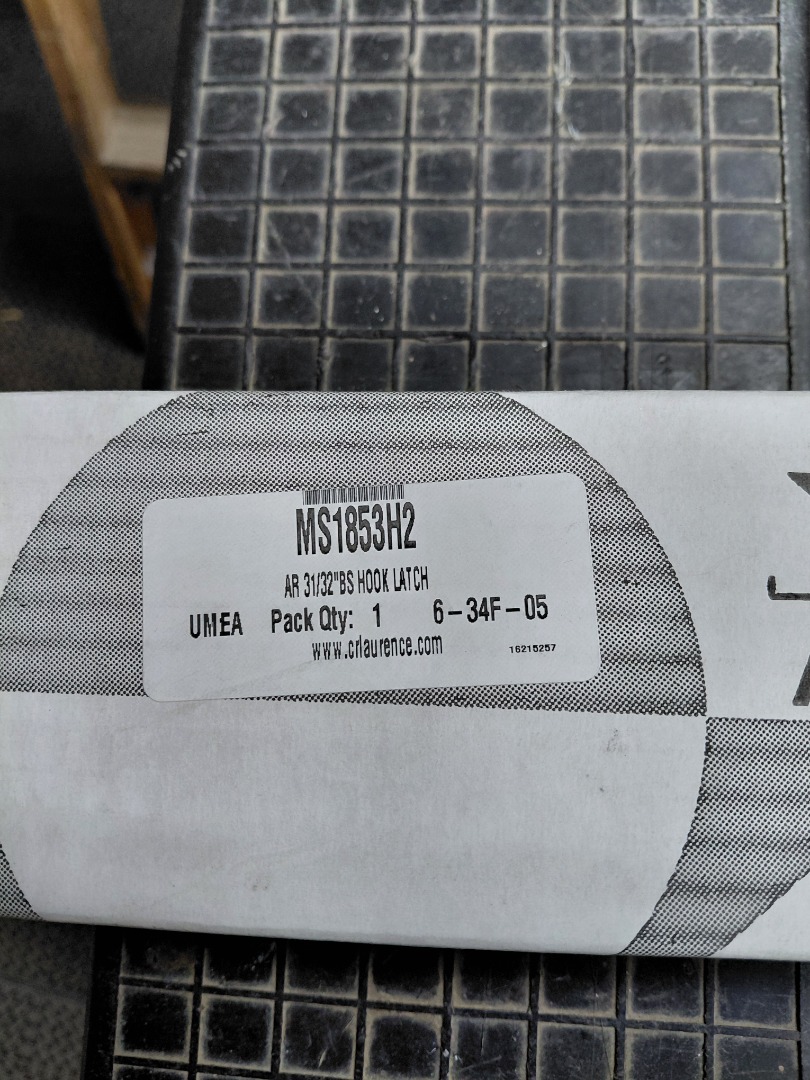 MS1853H2
AR 31/32"BS HOOK LATCH
UMEA Pack Qty: 1 6-34F-05
www.crlaurence.com 16215257